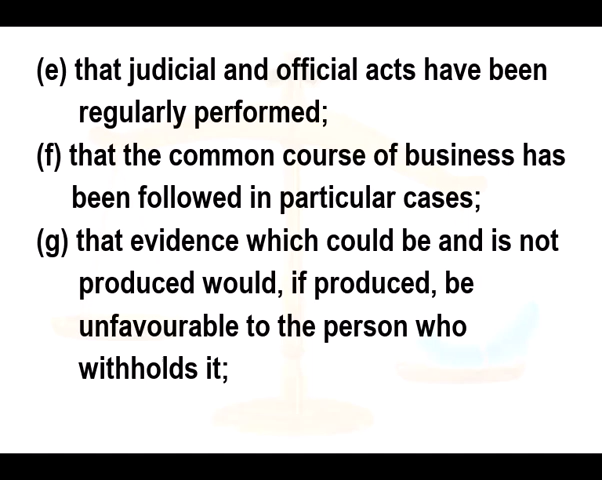 (e) that judicial and official acts have been
regularly performed;
(f) that the common course of business has
been followed in particular cases;
(g) that evidence which could be and is not
produced would, if produced, be
unfavourable to the person who
withholds it;